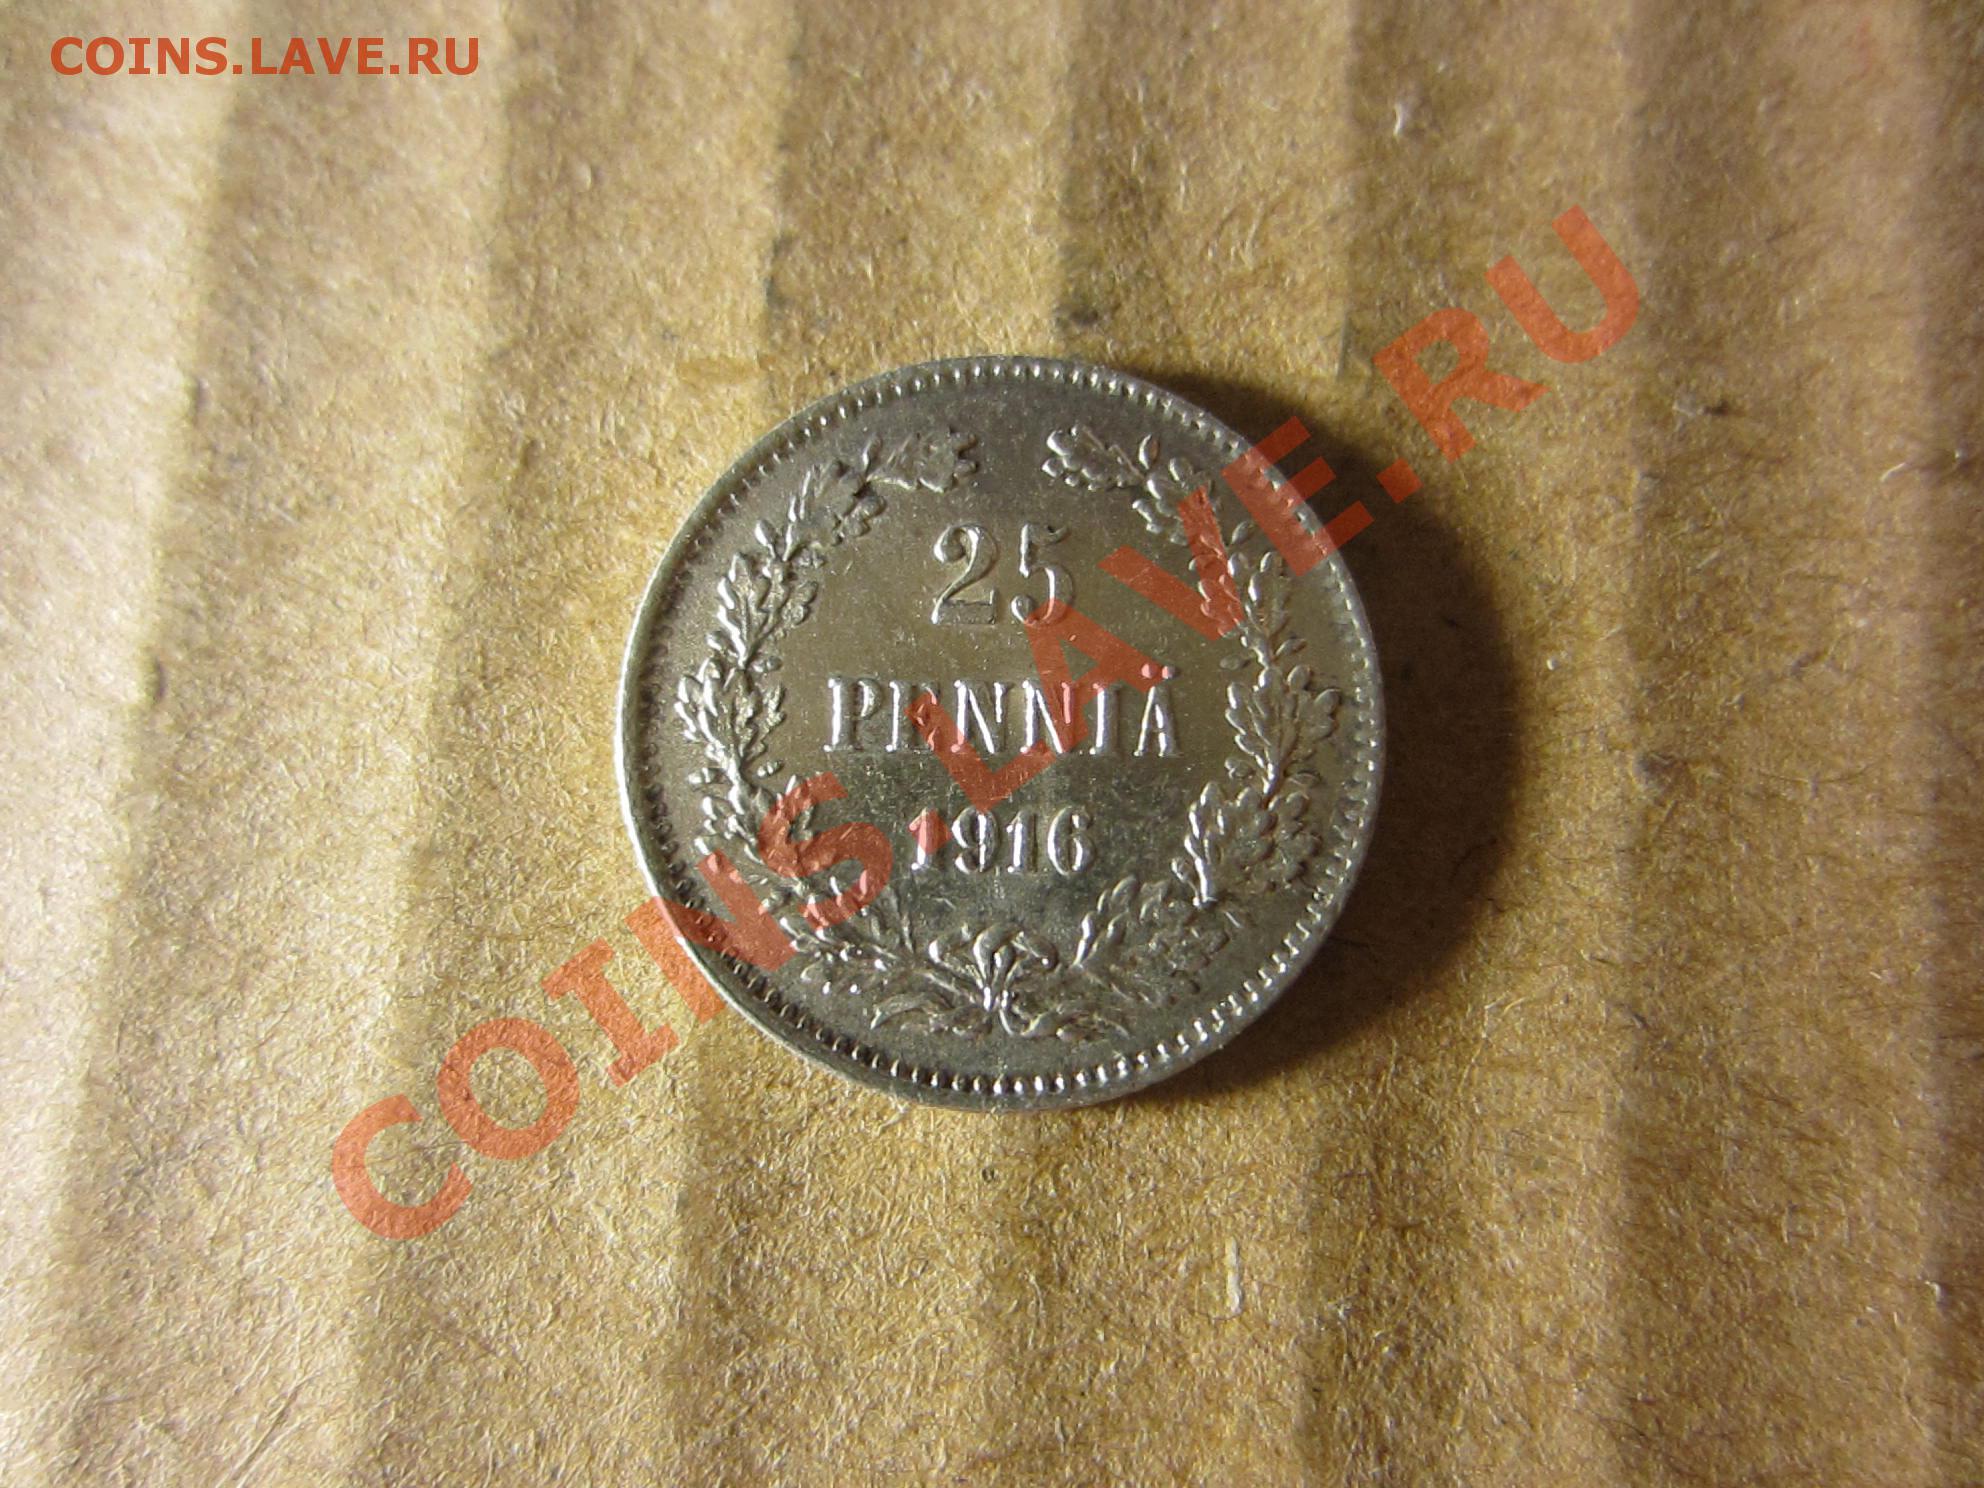 COINS.LAVE.RU
25
PENNIÄ
1916
COINS.LAVE.RU